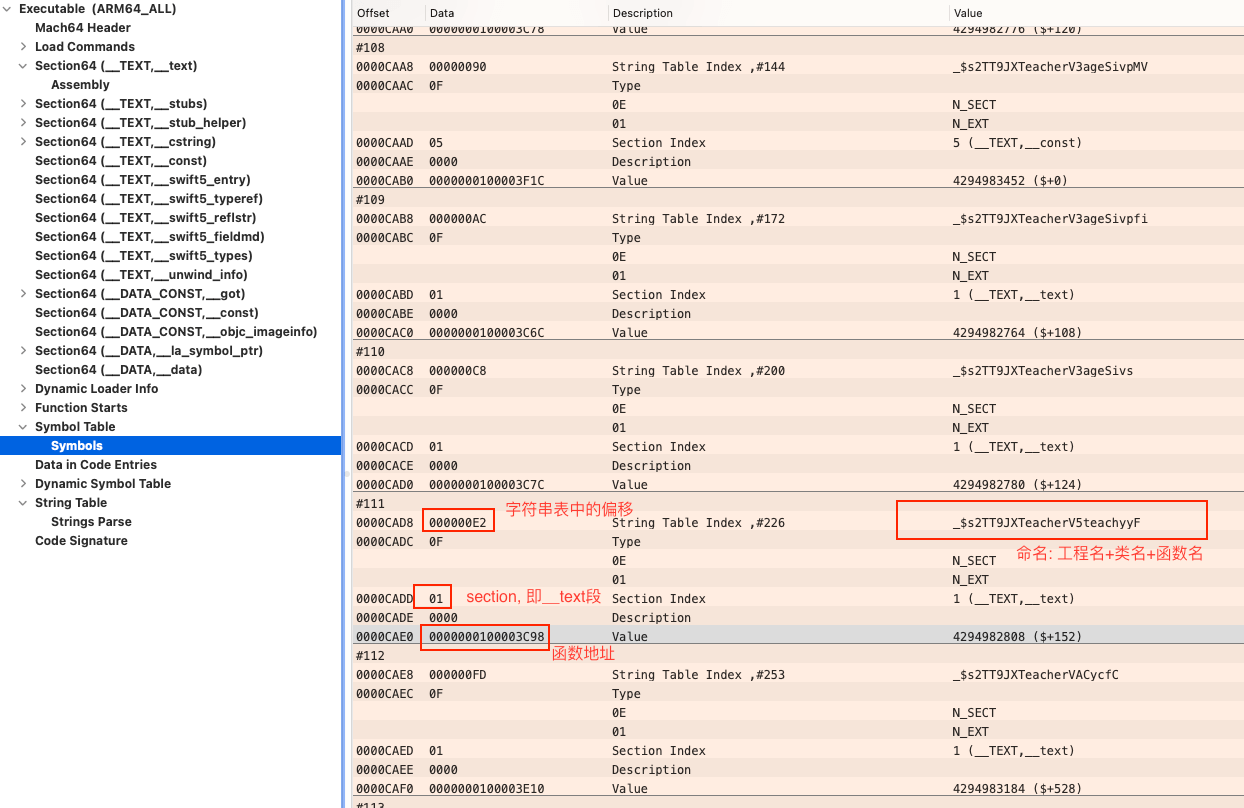 Executable (ARM64_ALL)
Mach64 Header
Load Commands
Section64 (__TEXT,__text)
Assembly
Section64 (__TEXT,__stubs)
Section64 (__TEXT,__stub_helper)
Section64 (__TEXT,__cstring)
Section64 (__TEXT,__const)
Section64 (__TEXT,__swift5_entry)
Section64 (__TEXT,__swift5_typeref)
Section64 (__TEXT,__swift5_reflstr)
Section64 (__TEXT,__swift5_fieldmd)
Section64 (__TEXT,__swift5_types)
Section64 (__TEXT,__unwind_info)
Section64 (__DATA_CONST,__got)
Section64 (__DATA_CONST,__const)
Section64 (__DATA_CONST,__objc_imageinfo)
Section64 (__DATA,__la_symbol_ptr)
Section64 (__DATA,__data)
Dynamic Loader Info
Function Starts
Symbol Table
Symbols
Data in Code Entries
Dynamic Symbol Table
String Table
Strings Parse
Code Signature
Offset Data Description Value
0000CAA0 0000000100003C78 Value 4294982776 ($+120)
#108
0000CAA8 00000090 String Table Index ,#144 _$s2TT9JXTeacherV3ageSivpMV
0000CAAC 0F Type
0E N_SECT
01 N_EXT
0000CAAD 05 Section Index 5 (__TEXT,__const)
0000CAAE 0000 Description
0000CAB0 0000000100003F1C Value 4294983452 ($+0)
#109
0000CAB8 000000AC String Table Index ,#172 _$s2TT9JXTeacherV3ageSivpfi
0000CABC 0F Type
0E N_SECT
01 N_EXT
0000CABD 01 Section Index 1 (__TEXT,__text)
0000CABE 0000 Description
0000CAC0 0000000100003C6C Value 4294982764 ($+108)
#110
0000CAC8 000000C8 String Table Index ,#200 _$s2TT9JXTeacherV3ageSivs
0000CACC 0F Type
0E N_SECT
01 N_EXT
0000CACD 01 Section Index 1 (__TEXT,__text)
0000CACE 0000 Description
0000CAD0 0000000100003C7C Value 4294982780 ($+124)
#111
字符串表中的偏移
0000CAD8 000000E2 String Table Index ,#226 _$s2TT9JXTeacherV5teachyyF
0000CADC 0F Type
命名: 工程名+类名+函数名
0E N_SECT
01 N_EXT
0000CADD 01 section, 即__text段 Section Index 1 (__TEXT,__text)
0000CADE 0000 Description
0000CAE0 0000000100003C98 Value 4294982808 ($+152)
#112
函数地址
0000CAE8 000000FD String Table Index ,#253 _$s2TT9JXTeacherVACycfC
0000CAEC 0F Type
0E N_SECT
01 N_EXT
0000CAED 01 Section Index 1 (__TEXT,__text)
0000CAEE 0000 Description
0000CAF0 0000000100003E10 Value 4294983184 ($+528)
#113